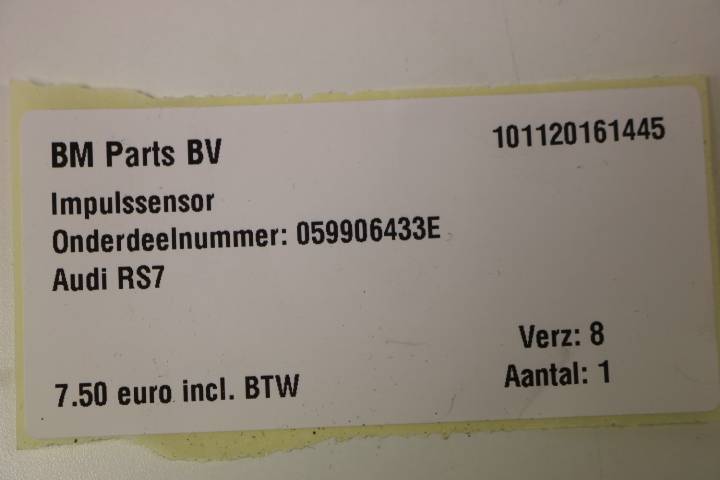 BM Parts BV
101120161445
Impulssensor
Onderdeelnummer: 059906433E
Audi RS7
Verz: 8
7.50 euro incl. BTW
Aantal: 1